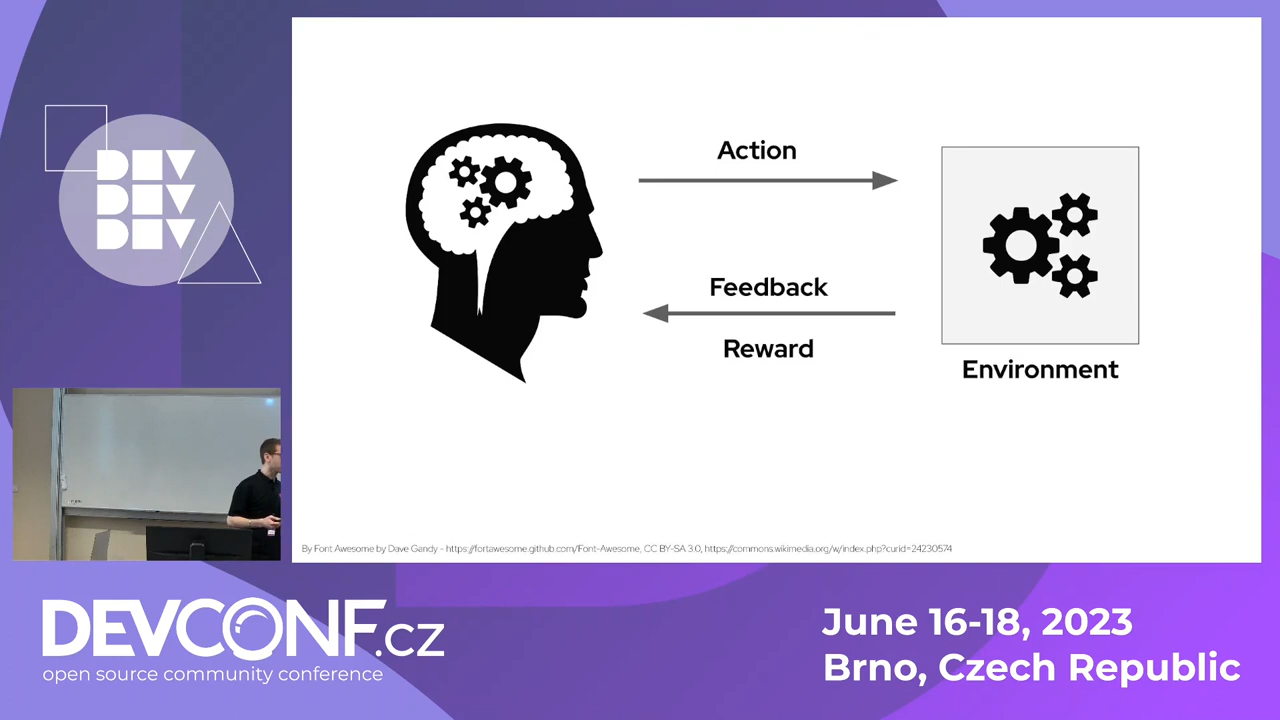 DEV
DEV
DEV
Action
Feedback
Reward
Environment
By Font Awesome by Dave Gandy - https://fortawesome.github.com/Font-Awesome, CC BY-SA 3.0, https://commons.wikimedia.org/w/index.php?curid=24230574
DEVCONF.cz
open source community conference
June 16-18, 2023
Brno, Czech Republic